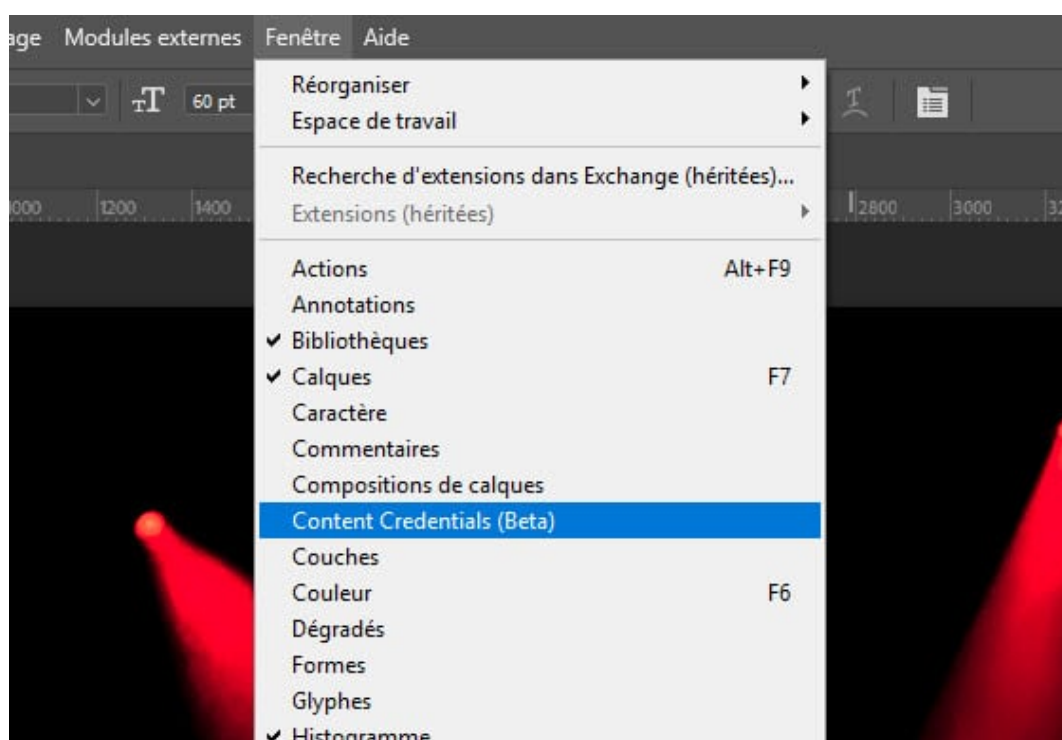 age Modules externes Fenêtre Aide
60 pt
Réorganiser
Espace de travail
Recherche d'extensions dans Exchange (héritées)...
Extensions (héritées)
1200 1400 2800 3000
Actions Alt+F9
Annotations
Bibliothèques
Calques F7
Caractère
Commentaires
Compositions de calques
Content Credentials (Beta)
Couches
Couleur F6
Dégradés
Formes
Glyphes
Histogramme